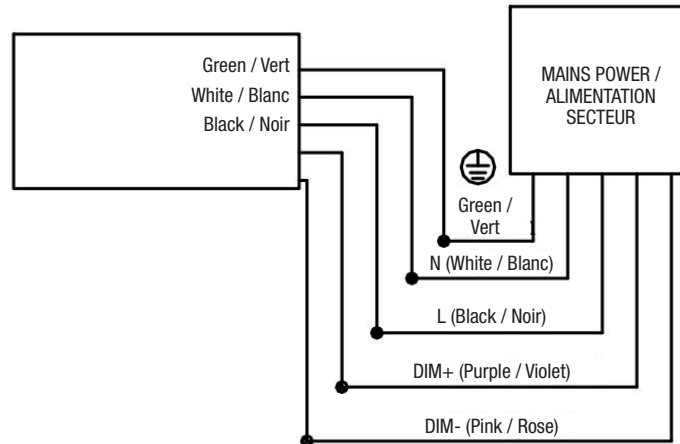 Green / Vert
White / Blanc
Black / Noir
MAINS POWER /
ALIMENTATION
SECTEUR
Green /
Vert
N (White / Blanc)
L (Black / Noir)
DIM+ (Purple / Violet)
DIM- (Pink / Rose)